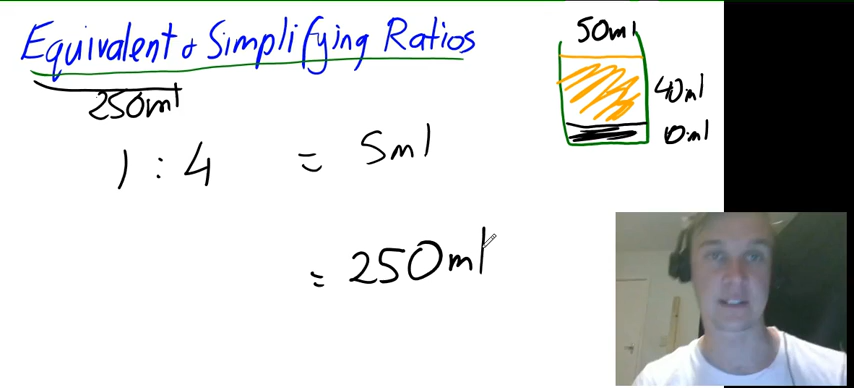 Equivalent & Simplifying Ratios
50ml
250ml
40ml
10ml
1 : 4 = 5ml
= 250ml